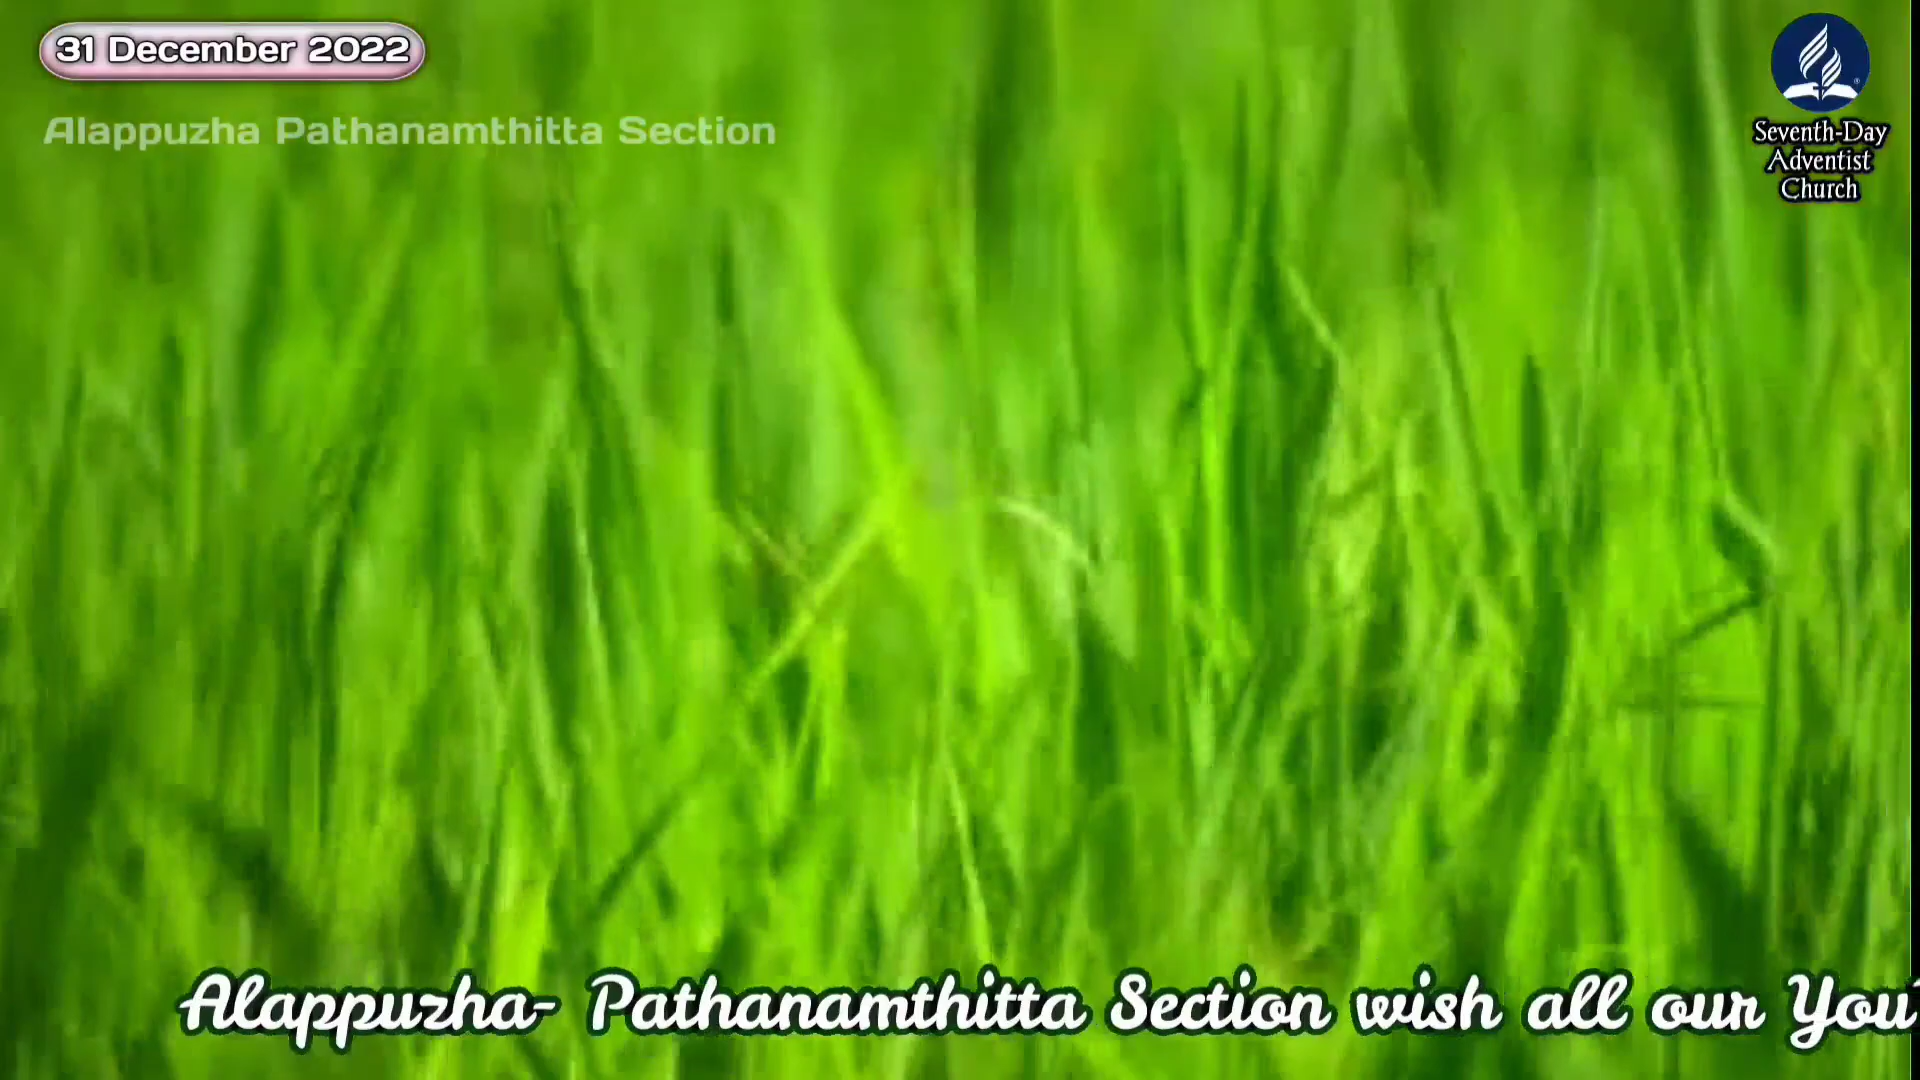 31 December 2022
Alappuzha Pathanamthitta Section
Seventh-Day
Adventist
Church
Alappuzha- Pathanamthitta Section wish all our